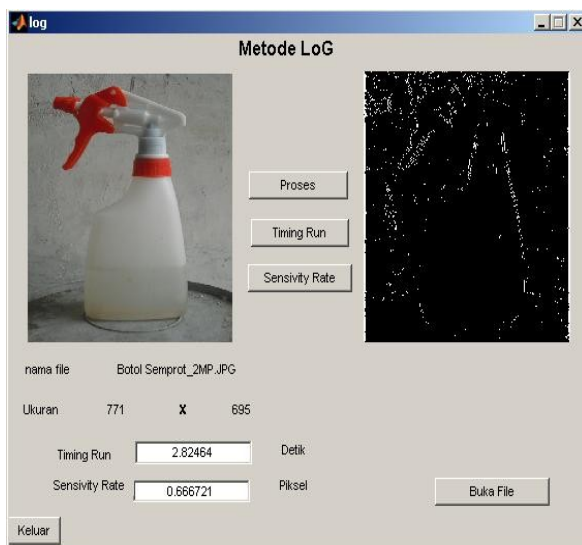 log
Metode LoG
Proses
Timing Run
Sensivity Rate
nama file Botol Semprot_2MP.JPG
Ukuran 771 X 695
Timing Run 2.82464 Detik
Sensivity Rate 0.666721 Piksel
Buka File
Keluar